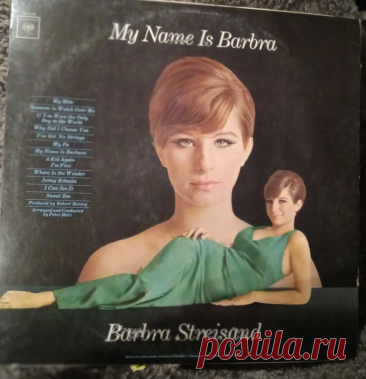 My Name Is Barbra
My Man
Someone to Watch Over Me
If You Were the Only
Boy in the World
Why Did I Choose You
I've Got No Strings
My Pa
My Name Is Barbara
A Kid Again
I'm Five
Where Is the Wonder
Jenny Rebecca
I Can See It
Sweet Zoo
Produced by Robert Mersey
Arranged and Conducted
by Peter Matz
Barbra Streisand
postila.ru